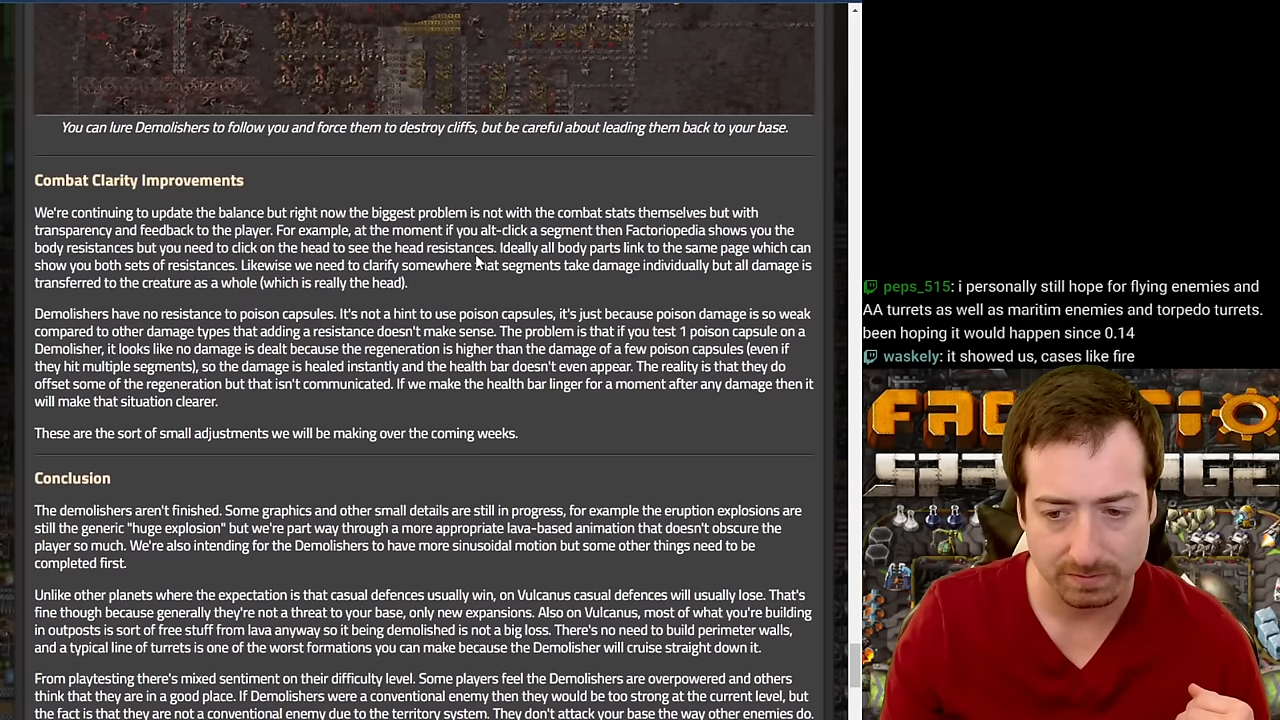 You can lure Demolishers to follow you and force them to destroy cliffs, but be careful about leading them back to your base.
Combat Clarity Improvements
We're continuing to update the balance but right now the biggest problem is not with the combat stats themselves but with
transparency and feedback to the player. For example, at the moment if you alt-click a segment then Factoriopedia shows you the
body resistances but you need to click on the head to see the head resistances. Ideally all body parts link to the same page which can
show you both sets of resistances. Likewise we need to clarify somewhere that segments take damage individually but all damage is
transferred to the creature as a whole (which is really the head).
Demolishers have no resistance to poison capsules. It's not a hint to use poison capsules, it's just because poison damage is so weak
compared to other damage types that adding a resistance doesn't make sense. The problem is that if you test 1 poison capsule on a
Demolisher, it looks like no damage is dealt because the regeneration is higher than the damage of a few poison capsules (even if
they hit multiple segments), so the damage is healed instantly and the health bar doesn't even appear. The reality is that they do
offset some of the regeneration but that isn't communicated. If we make the health bar linger for a moment after any damage then it
will make that situation clearer.
These are the sort of small adjustments we will be making over the coming weeks.
Conclusion
The demolishers aren't finished. Some graphics and other small details are still in progress, for example the eruption explosions are
still the generic "huge explosion" but we're part way through a more appropriate lava-based animation that doesn't obscure the
player so much. We're also intending for the Demolishers to have more sinusoidal motion but some other things need to be
completed first.
Unlike other planets where the expectation is that casual defences usually win, on Vulcanus casual defences will usually lose. That's
fine though because generally they're not a threat to your base, only new expansions. Also on Vulcanus, most of what you're building
in outposts is sort of free stuff from lava anyway so it being demolished is not a big loss. There's no need to build perimeter walls,
and a typical line of turrets is one of the worst formations you can make because the Demolisher will cruise straight down it.
From playtesting there's mixed sentiment on their difficulty level. Some players feel the Demolishers are overpowered and others
think that they are in a good place. If Demolishers were a conventional enemy then they would be too strong at the current level, but
the fact is that they are not a conventional enemy due to the territory system. They don't attack your base the way other enemies do.
peps_515: i personally still hope for flying enemies and
AA turrets as well as maritim enemies and torpedo turrets.
been hoping it would happen since 0.14
waskely: it showed us, cases like fire